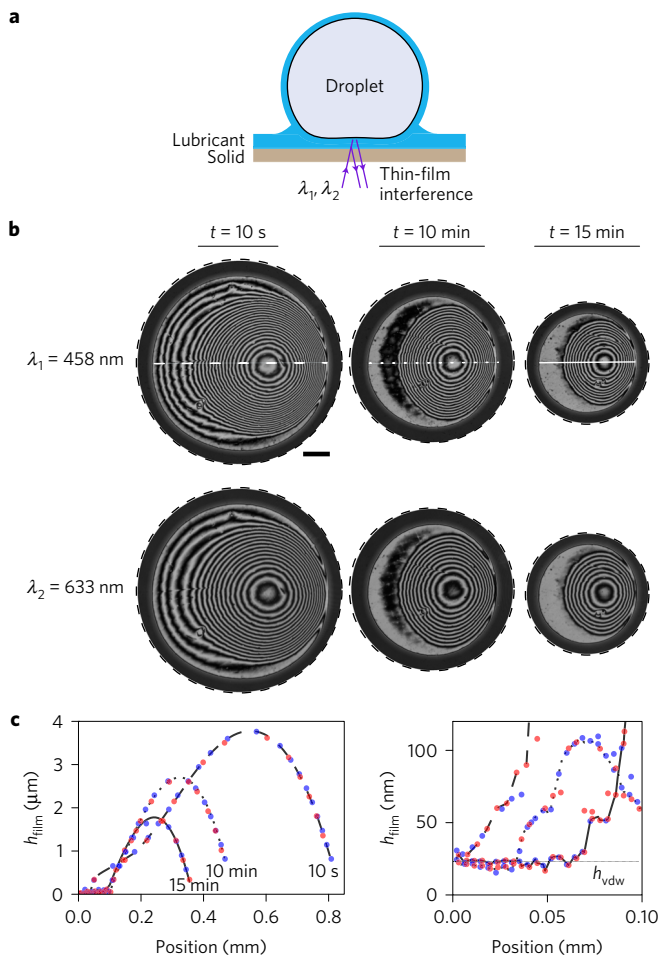 a
Droplet
Lubricant
Solid
λ1, λ2
Thin-film
interference
b
t = 10 s
t = 10 min
t = 15 min
λ1 = 458 nm
λ2 = 633 nm
c
4
3
2
1
0
hfilm (μm)
15 min
10 min
10 s
0
0.2
0.4
0.6
0.8
Position (mm)
100
50
0
hfilm (nm)
hvdw
0.00
0.05
0.10
Position (mm)